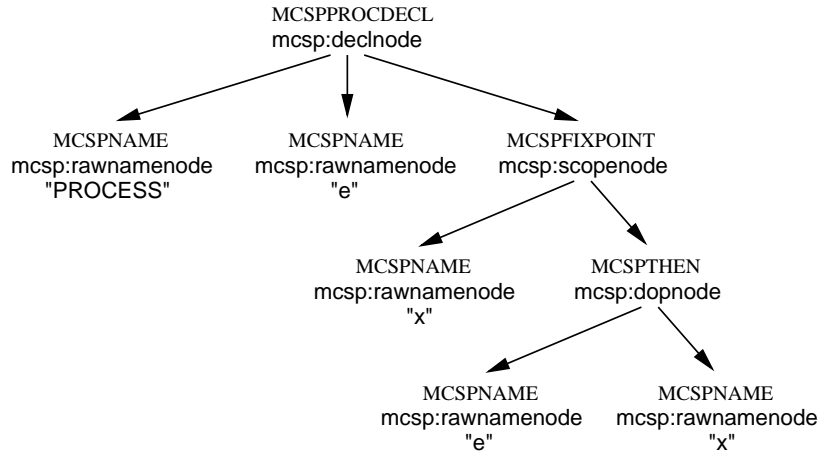 MCSPPROCDECL
mcsp:declnode
MCSPNAME
mcsp:rawnamenode
"PROCESS"
MCSPNAME
mcsp:rawnamenode
"e"
MCSPFIXPOINT
mcsp:scopenode
MCSPNAME
mcsp:rawnamenode
"x"
MCSPTHEN
mcsp:dopnode
MCSPNAME
mcsp:rawnamenode
"e"
MCSPNAME
mcsp:rawnamenode
"x"